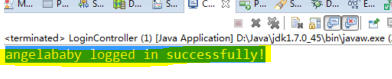 M...
P...
S...
D...
S...
C...
P...
<terminated> LoginController (1) [Java Application] D:\Java\jdk1.7.0_45\bin\javaw.exe (
angelababy logged in successfully!